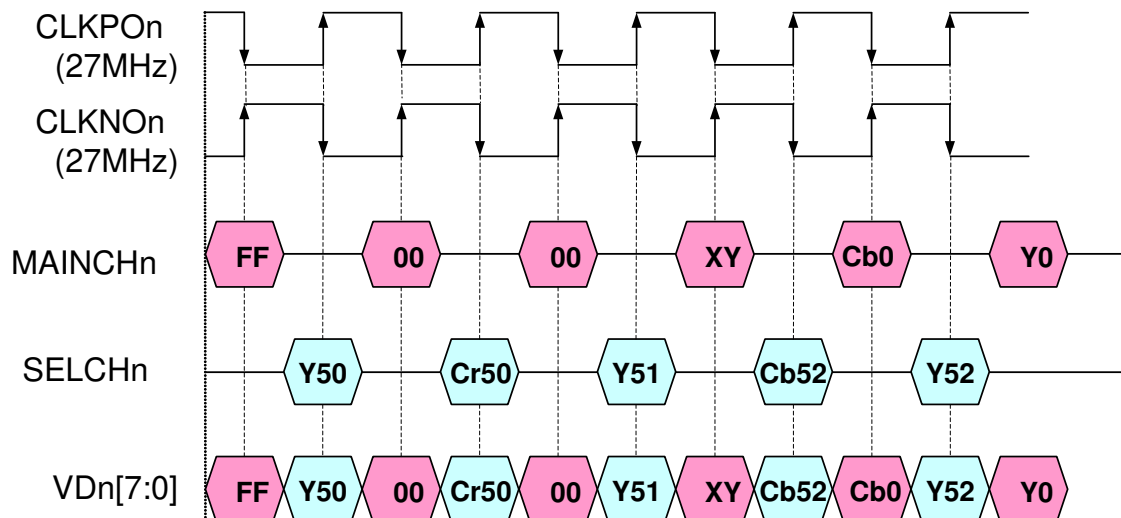 CLKPOn
(27MHz)
CLKNOn
(27MHz)
MAINCHn FF 00 00 XY Cb0 Y0
SELCHn Y50 Cr50 Y51 Cb52 Y52
VDn[7:0] FF Y50 00 Cr50 00 Y51 XY Cb52 Cb0 Y52 Y0